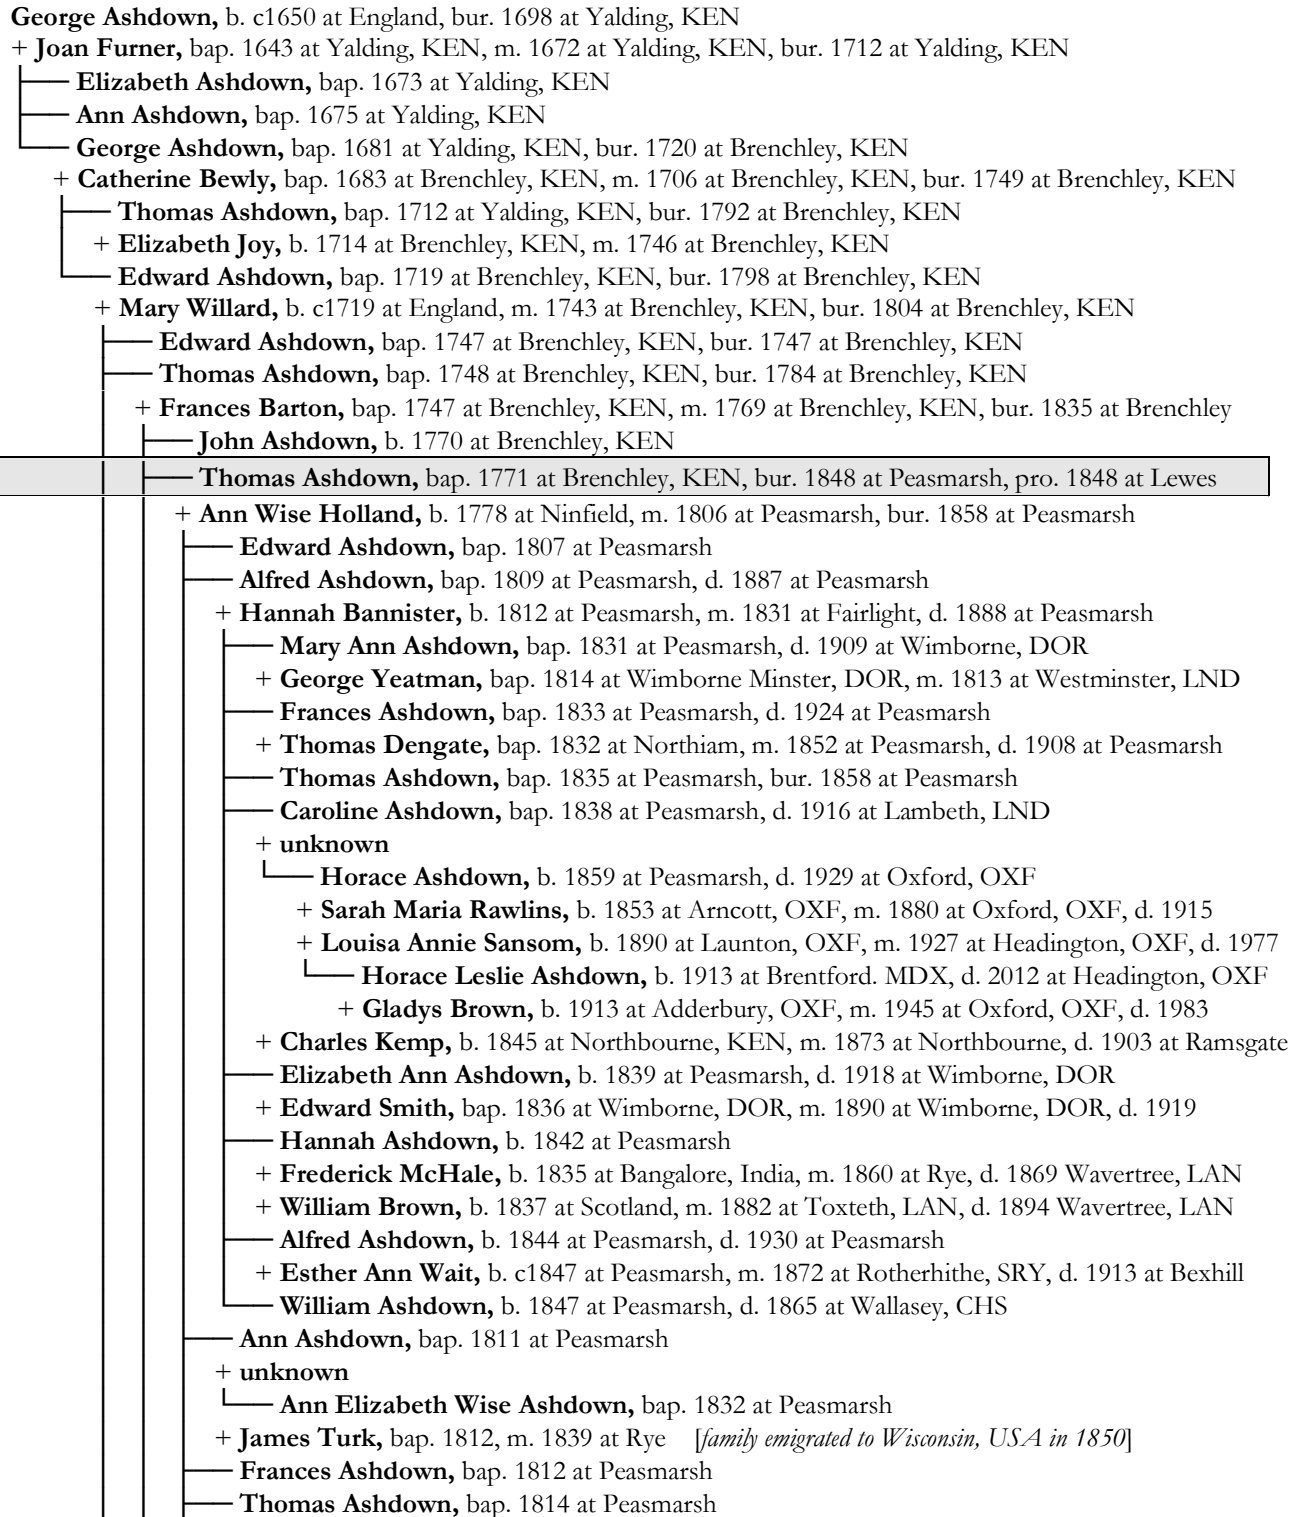 George Ashdown, b. c1650 at England, bur. 1698 at Yalding, KEN
+ Joan Furner, bap. 1643 at Yalding, KEN, m. 1672 at Yalding, KEN, bur. 1712 at Yalding, KEN
Elizabeth Ashdown, bap. 1673 at Yalding, KEN
Ann Ashdown, bap. 1675 at Yalding, KEN
George Ashdown, bap. 1681 at Yalding, KEN, bur. 1720 at Brenchley, KEN
+ Catherine Bewly, bap. 1683 at Brenchley, KEN, m. 1706 at Brenchley, KEN, bur. 1749 at Brenchley, KEN
Thomas Ashdown, bap. 1712 at Yalding, KEN, bur. 1792 at Brenchley, KEN
+ Elizabeth Joy, b. 1714 at Brenchley, KEN, m. 1746 at Brenchley, KEN
Edward Ashdown, bap. 1719 at Brenchley, KEN, bur. 1798 at Brenchley, KEN
+ Mary Willard, b. c1719 at England, m. 1743 at Brenchley, KEN, bur. 1804 at Brenchley, KEN
Edward Ashdown, bap. 1747 at Brenchley, KEN, bur. 1747 at Brenchley, KEN
Thomas Ashdown, bap. 1748 at Brenchley, KEN, bur. 1784 at Brenchley, KEN
+ Frances Barton, bap. 1747 at Brenchley, KEN, m. 1769 at Brenchley, KEN, bur. 1835 at Brenchley
John Ashdown, b. 1770 at Brenchley, KEN
Thomas Ashdown, bap. 1771 at Brenchley, KEN, bur. 1848 at Peasmarsh, pro. 1848 at Lewes
+ Ann Wise Holland, b. 1778 at Ninfield, m. 1806 at Peasmarsh, bur. 1858 at Peasmarsh
Edward Ashdown, bap. 1807 at Peasmarsh
Alfred Ashdown, bap. 1809 at Peasmarsh, d. 1887 at Peasmarsh
+ Hannah Bannister, b. 1812 at Peasmarsh, m. 1831 at Fairlight, d. 1888 at Peasmarsh
Mary Ann Ashdown, bap. 1831 at Peasmarsh, d. 1909 at Wimborne, DOR
+ George Yeatman, bap. 1814 at Wimborne Minster, DOR, m. 1813 at Westminster, LND
Frances Ashdown, bap. 1833 at Peasmarsh, d. 1924 at Peasmarsh
+ Thomas Dengate, bap. 1832 at Northiam, m. 1852 at Peasmarsh, d. 1908 at Peasmarsh
Thomas Ashdown, bap. 1835 at Peasmarsh, bur. 1858 at Peasmarsh
Caroline Ashdown, bap. 1838 at Peasmarsh, d. 1916 at Lambeth, LND
+ unknown
Horace Ashdown, b. 1859 at Peasmarsh, d. 1929 at Oxford, OXF
+ Sarah Maria Rawlins, b. 1853 at Arncott, OXF, m. 1880 at Oxford, OXF, d. 1915
+ Louisa Annie Sansom, b. 1890 at Launton, OXF, m. 1927 at Headington, OXF, d. 1977
Horace Leslie Ashdown, b. 1913 at Brentford. MDX, d. 2012 at Headington, OXF
+ Gladys Brown, b. 1913 at Adderbury, OXF, m. 1945 at Oxford, OXF, d. 1983
+ Charles Kemp, b. 1845 at Northbourne, KEN, m. 1873 at Northbourne, d. 1903 at Ramsgate
Elizabeth Ann Ashdown, b. 1839 at Peasmarsh, d. 1918 at Wimborne, DOR
+ Edward Smith, bap. 1836 at Wimborne, DOR, m. 1890 at Wimborne, DOR, d. 1919
Hannah Ashdown, b. 1842 at Peasmarsh
+ Frederick McHale, b. 1835 at Bangalore, India, m. 1860 at Rye, d. 1869 Wavertree, LAN
+ William Brown, b. 1837 at Scotland, m. 1882 at Toxteth, LAN, d. 1894 Wavertree, LAN
Alfred Ashdown, b. 1844 at Peasmarsh, d. 1930 at Peasmarsh
+ Esther Ann Wait, b. c1847 at Peasmarsh, m. 1872 at Rotherhithe, SRY, d. 1913 at Bexhill
William Ashdown, b. 1847 at Peasmarsh, d. 1865 at Wallasey, CHS
Ann Ashdown, bap. 1811 at Peasmarsh
+ unknown
Ann Elizabeth Wise Ashdown, bap. 1832 at Peasmarsh
+ James Turk, bap. 1812, m. 1839 at Rye [family emigrated to Wisconsin, USA in 1850]
Frances Ashdown, bap. 1812 at Peasmarsh
Thomas Ashdown, bap. 1814 at Peasmarsh